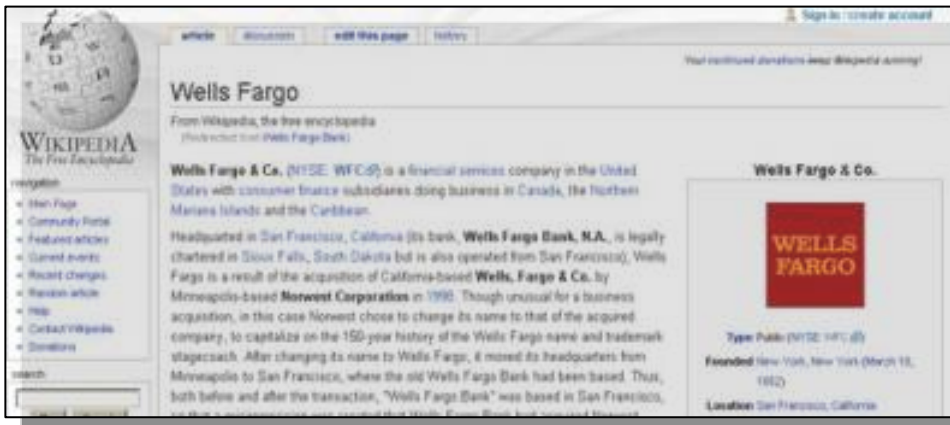 Sign in / create account
article discussion edit this page history
Your continued donations keep Wikipedia running!
Wells Fargo
From Wikipedia, the free encyclopedia
(Redirected from Wells Fargo Bank)
WIKIPEDIA
The Free Encyclopedia
navigation
Main Page
Community Portal
Featured articles
Current events
Recent changes
Random article
Help
Contact Wikipedia
Donations
search
Wells Fargo & Co. (NYSE: WFC) is a financial services company in the United
States with consumer finance subsidiaries doing business in Canada, the Northern
Mariana Islands and the Caribbean.
Headquarted in San Francisco, California (its bank, Wells Fargo Bank, N.A., is legally
chartered in Sioux Falls, South Dakota but is also operated from San Francisco), Wells
Fargo is a result of the acquisition of California-based Wells, Fargo & Co. by
Minneapolis-based Norwest Corporation in 1998. Though unusual for a business
acquisition, in this case Norwest chose to change its name to that of the acquired
company, to capitalize on the 150-year history of the Wells Fargo name and trademark
stagecoach. After changing its name to Wells Fargo, it moved its headquarters from
Minneapolis to San Francisco, where the old Wells Fargo Bank had been based. Thus,
both before and after the transaction, "Wells Fargo Bank" was based in San Francisco,
Wells Fargo & Co.
WELLS
FARGO
Type Public (NYSE: WFC)
Founded New York, New York (March 18,
1852)
Location San Francisco, California